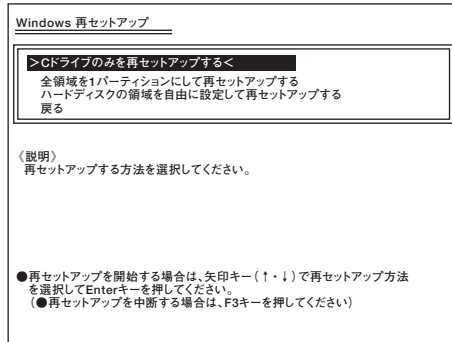 Windows 再セットアップ
>Cドライブのみを再セットアップする<
全領域を1パーティションにして再セットアップする
ハードディスクの領域を自由に設定して再セットアップする
戻る
《説明》
再セットアップする方法を選択してください。
●再セットアップを開始する場合は、矢印キー(↑・↓)で再セットアップ方法
を選択してEnterキーを押してください。
(●再セットアップを中断する場合は、F3キーを押してください)